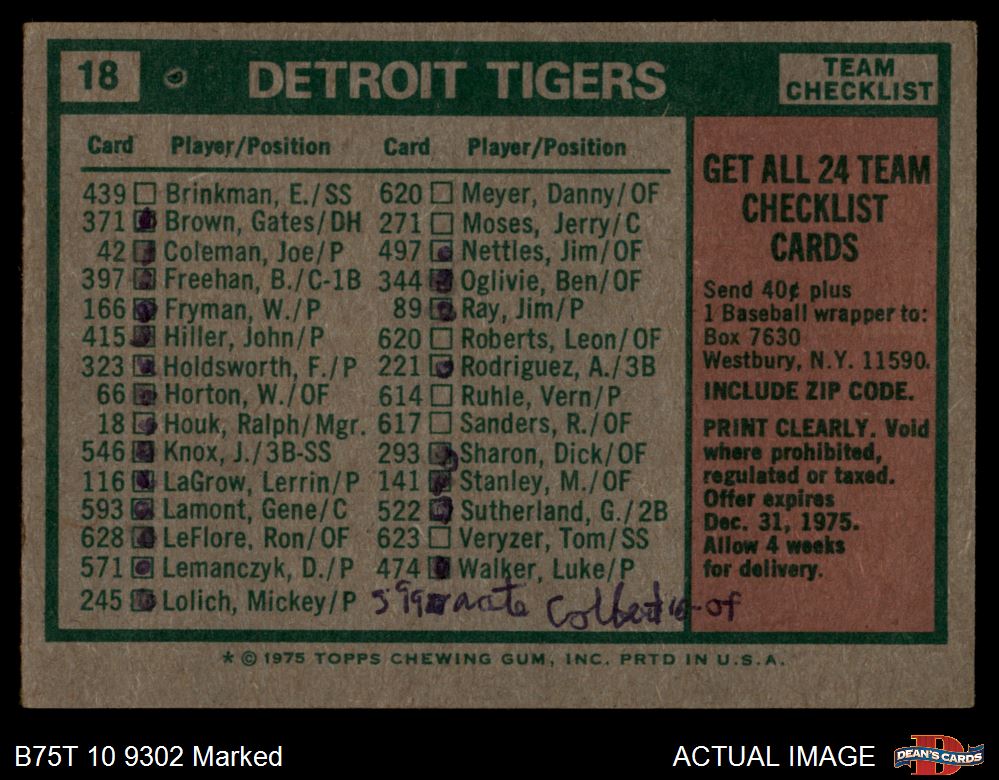 18 DETROIT TIGERS TEAM CHECKLIST
Card Player/Position
439 Brinkman, E./SS
371 Brown, Gates/DH
42 Coleman, Joe/P
397 Freehan, B./C-1B
166 Fryman, W./P
415 Hiller, John/P
323 Holdsworth, F./P
66 Horton, W./OF
18 Houk, Ralph/Mgr.
546 Knox, J./3B-SS
116 LaGrow, Lerrin/P
593 Lamont, Gene/C
628 LeFlore, Ron/OF
571 Lemanczyk, D./P
245 Lolich, Mickey/P
Card Player/Position
620 Meyer, Danny/OF
271 Moses, Jerry/C
497 Nettles, Jim/OF
344 Oglivie, Ben/OF
89 Ray, Jim/P
620 Roberts, Leon/OF
221 Rodriguez, A./3B
614 Ruhle, Vern/P
617 Sanders, R./OF
293 Sharon, Dick/OF
141 Stanley, M./OF
522 Sutherland, G./2B
623 Veryzer, Tom/SS
474 Walker, Luke/P
GET ALL 24 TEAM
CHECKLIST
CARDS
Send 40¢ plus
1 Baseball wrapper to:
Box 7630
Westbury, N.Y. 11590.
INCLUDE ZIP CODE.
PRINT CLEARLY. Void
where prohibited,
regulated or taxed.
Offer expires
Dec. 31, 1975.
Allow 4 weeks
for delivery.
* © 1975 TOPPS CHEWING GUM, INC. PRTD IN U.S.A.
B75T 10 9302 Marked
ACTUAL IMAGE
DEAN'S CARDS